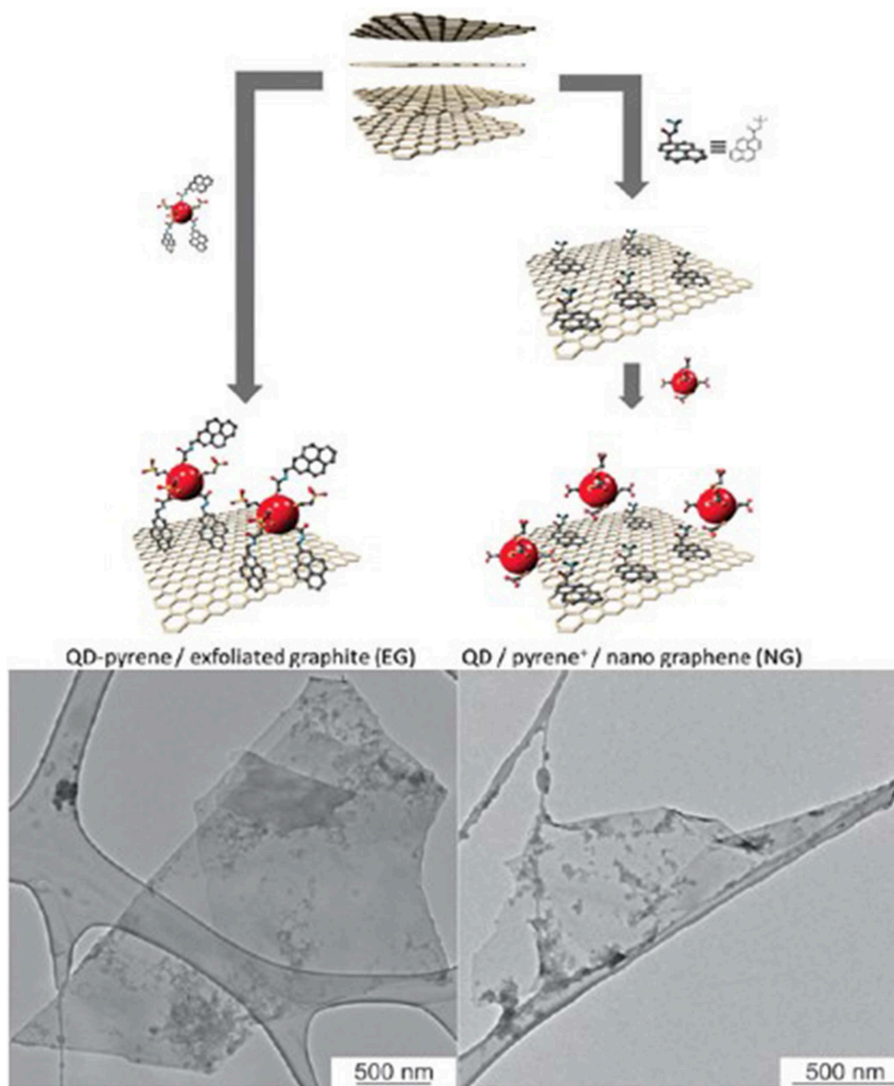 QD-pyrene / exfoliated graphite (EG)
QD / pyrene⁺ / nano graphene (NG)
500 nm
500 nm